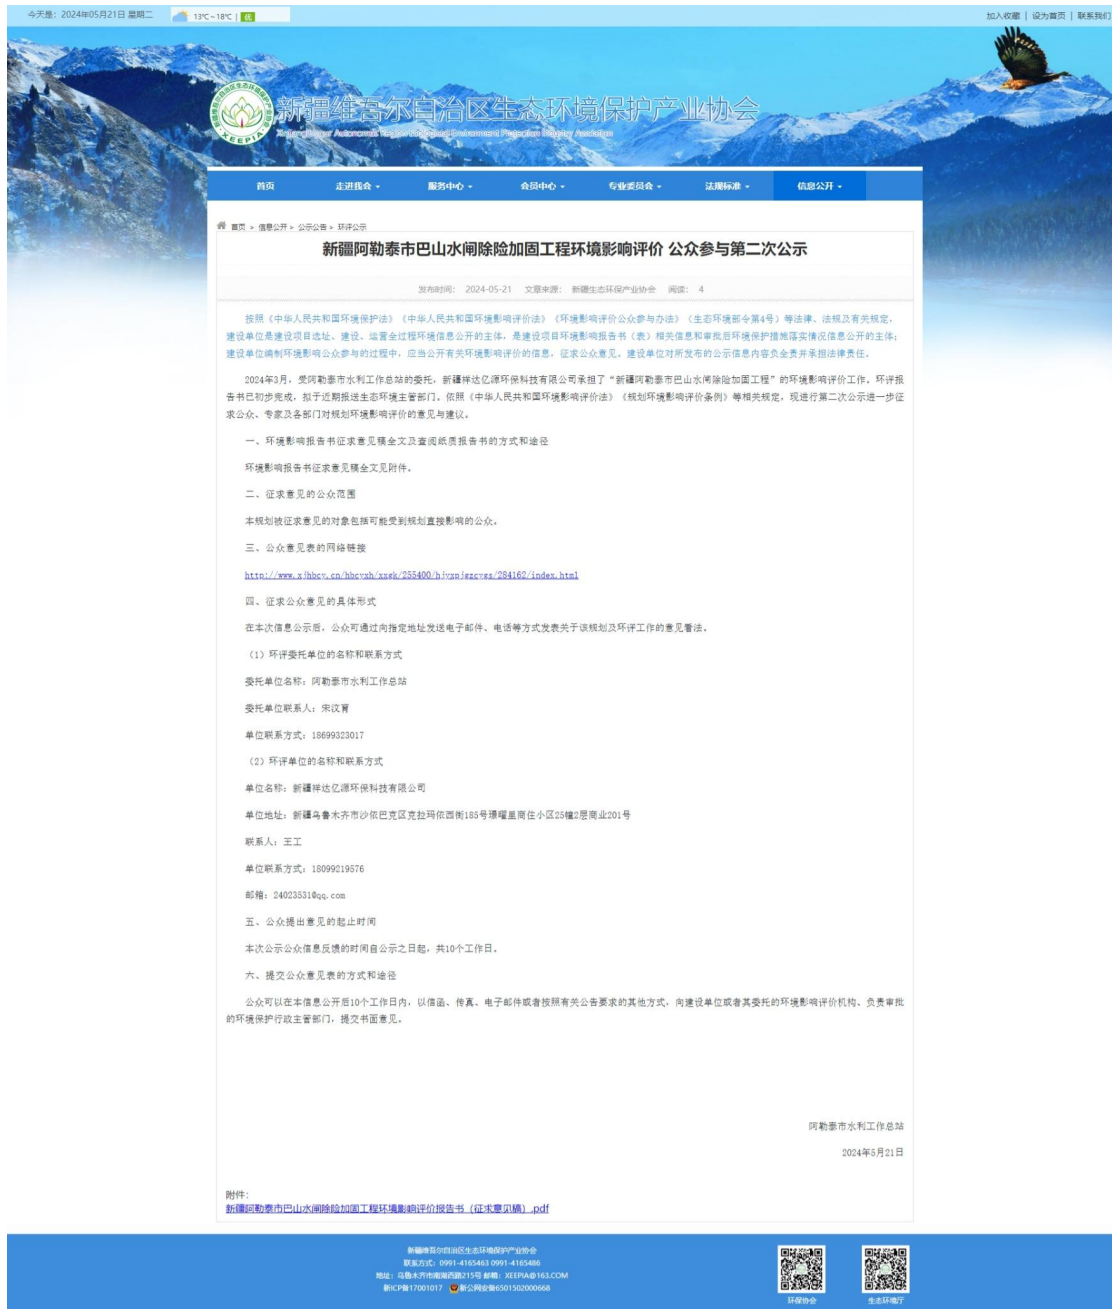 今天是：2024年05月21日 星期二
13℃~18℃ | 优
加入收藏 | 设为首页 | 联系我们
新疆维吾尔自治区生态环境保护产业协会
XEEPIA
首页 走进我会 服务中心 会员中心 专业委员会 法规标准 信息公开
首页 > 信息公开 > 公示公告 > 环评公示
新疆阿勒泰市巴山水闸除险加固工程环境影响评价 公众参与第二次公示
发布时间： 2024-05-21 文章来源： 新疆生态环保产业协会 阅读： 4
按照《中华人民共和国环境保护法》《中华人民共和国环境影响评价法》《环境影响评价公众参与办法》（生态环境部令第4号）等法律、法规及有关规定，
建设单位是建设项目选址、建设、运营全过程环境信息公开的主体，是建设项目环境影响报告书（表）相关信息和审批后环境保护措施落实情况信息公开的主体；
建设单位编制环境影响公众参与的过程中，应当公开有关环境影响评价的信息，征求公众意见。建设单位对所发布的公示信息内容负全责并承担法律责任。
2024年3月，受阿勒泰市水利工作总站的委托，新疆祥达亿源环保科技有限公司承担了“新疆阿勒泰市巴山水闸除险加固工程”的环境影响评价工作。环评报
告书已初步完成，拟于近期报送生态环境主管部门。依照《中华人民共和国环境影响评价法》《规划环境影响评价条例》等相关规定，现进行第二次公示进一步征
求公众、专家及各部门对规划环境影响评价的意见与建议。
一、环境影响报告书征求意见稿全文及查阅纸质报告书的方式和途径
环境影响报告书征求意见稿全文见附件。
二、征求意见的公众范围
本规划被征求意见的对象包括可能受到规划直接影响的公众。
三、公众意见表的网络链接
http://www.xjhbcy.cn/hbcyxh/xxgk/255400/hjyxpjgzcygs/284162/index.html
四、征求公众意见的具体形式
在本次信息公示后，公众可通过向指定地址发送电子邮件、电话等方式发表关于该规划及环评工作的意见看法。
（1）环评委托单位的名称和联系方式
委托单位名称：阿勒泰市水利工作总站
委托单位联系人：宋汶育
单位联系方式：18699323017
（2）环评单位的名称和联系方式
单位名称：新疆祥达亿源环保科技有限公司
单位地址：新疆乌鲁木齐市沙依巴克区克拉玛依西街185号璟曜里商住小区25幢2层商业201号
联系人：王工
单位联系方式：18099219576
邮箱：24023531@qq.com
五、公众提出意见的起止时间
本次公示公众信息反馈的时间自公示之日起，共10个工作日。
六、提交公众意见表的方式和途径
公众可以在本信息公开后10个工作日内，以信函、传真、电子邮件或者按照有关公告要求的其他方式，向建设单位或者其委托的环境影响评价机构、负责审批
的环境保护行政主管部门，提交书面意见。
阿勒泰市水利工作总站
2024年5月21日
附件：
新疆阿勒泰市巴山水闸除险加固工程环境影响评价报告书（征求意见稿）.pdf
新疆维吾尔自治区生态环境保护产业协会
联系方式：0991-4165463 0991-4165486
地址：乌鲁木齐市南湖西路215号 邮箱：XEEPIA@163.COM
新ICP备17001017 新公网安备6501502000668
环保协会 生态环境厅